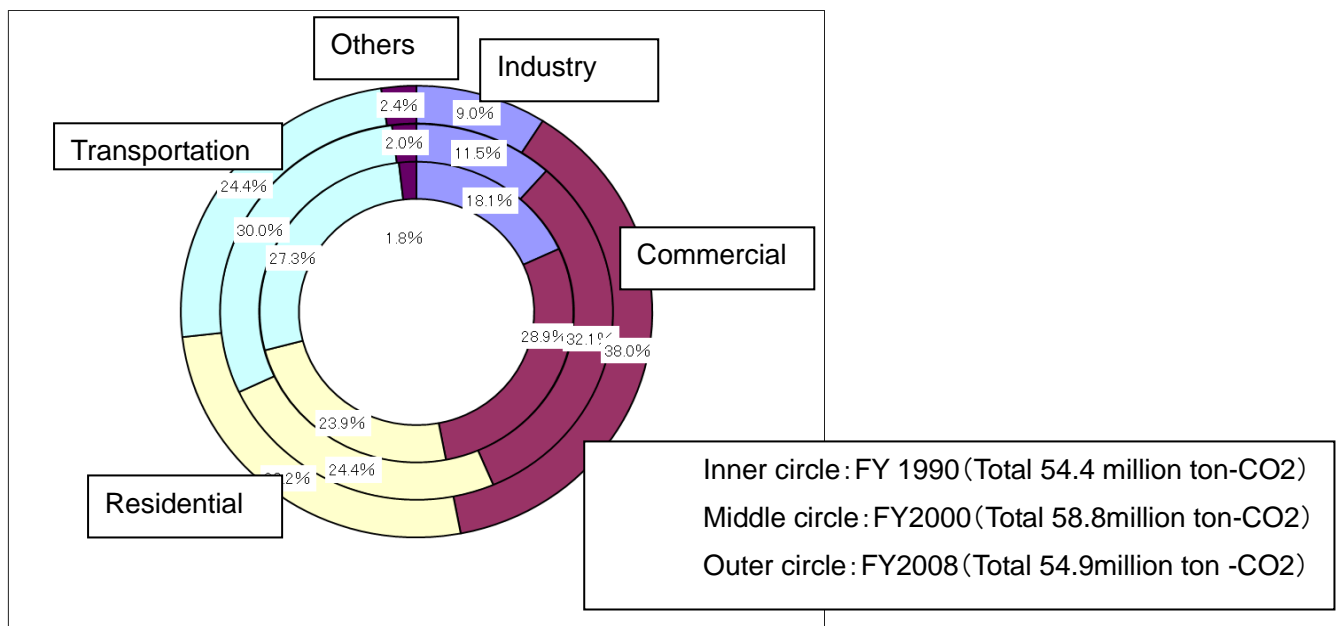 Others
Industry
2.4%
9.0%
2.0%
11.5%
Transportation
24.4%
18.1%
30.0%
1.8%
27.3%
Commercial
28.9%
32.1%
38.0%
23.9%
24.4%
Residential
Inner circle：FY 1990（Total 54.4 million ton-CO2）
Middle circle：FY2000（Total 58.8million ton-CO2）
Outer circle：FY2008（Total 54.9million ton -CO2）